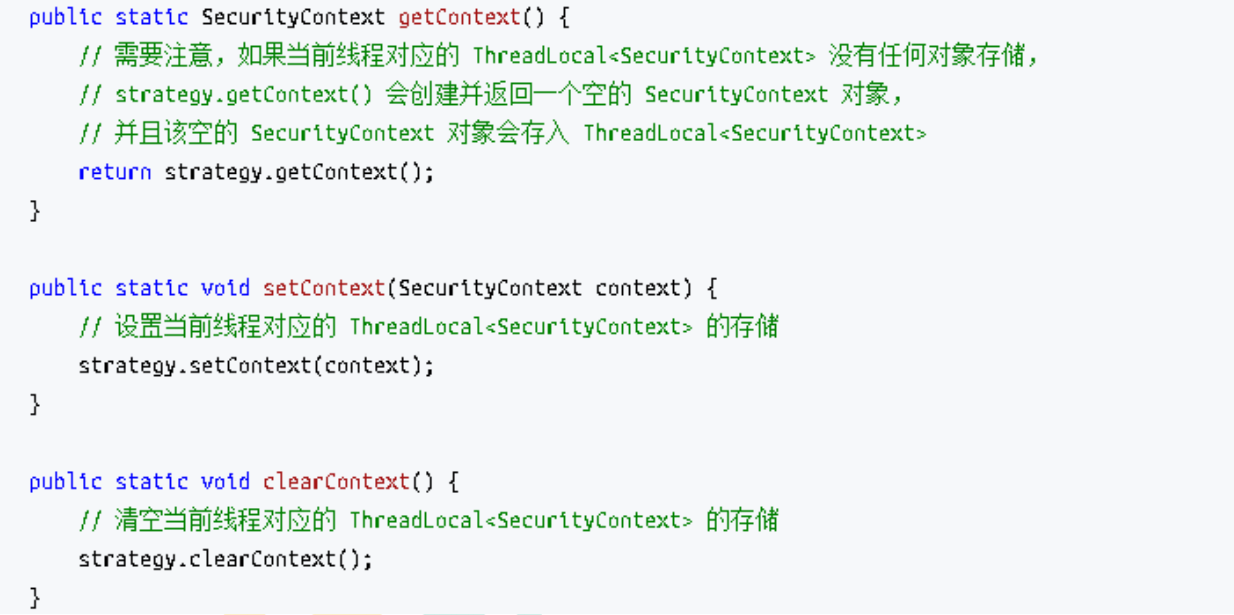 public static SecurityContext getContext() {
    // 需要注意，如果当前线程对应的 ThreadLocal<SecurityContext> 没有任何对象存储，
    // strategy.getContext() 会创建并返回一个空的 SecurityContext 对象，
    // 并且该空的 SecurityContext 对象会存入 ThreadLocal<SecurityContext>
    return strategy.getContext();
}

public static void setContext(SecurityContext context) {
    // 设置当前线程对应的 ThreadLocal<SecurityContext> 的存储
    strategy.setContext(context);
}

public static void clearContext() {
    // 清空当前线程对应的 ThreadLocal<SecurityContext> 的存储
    strategy.clearContext();
}